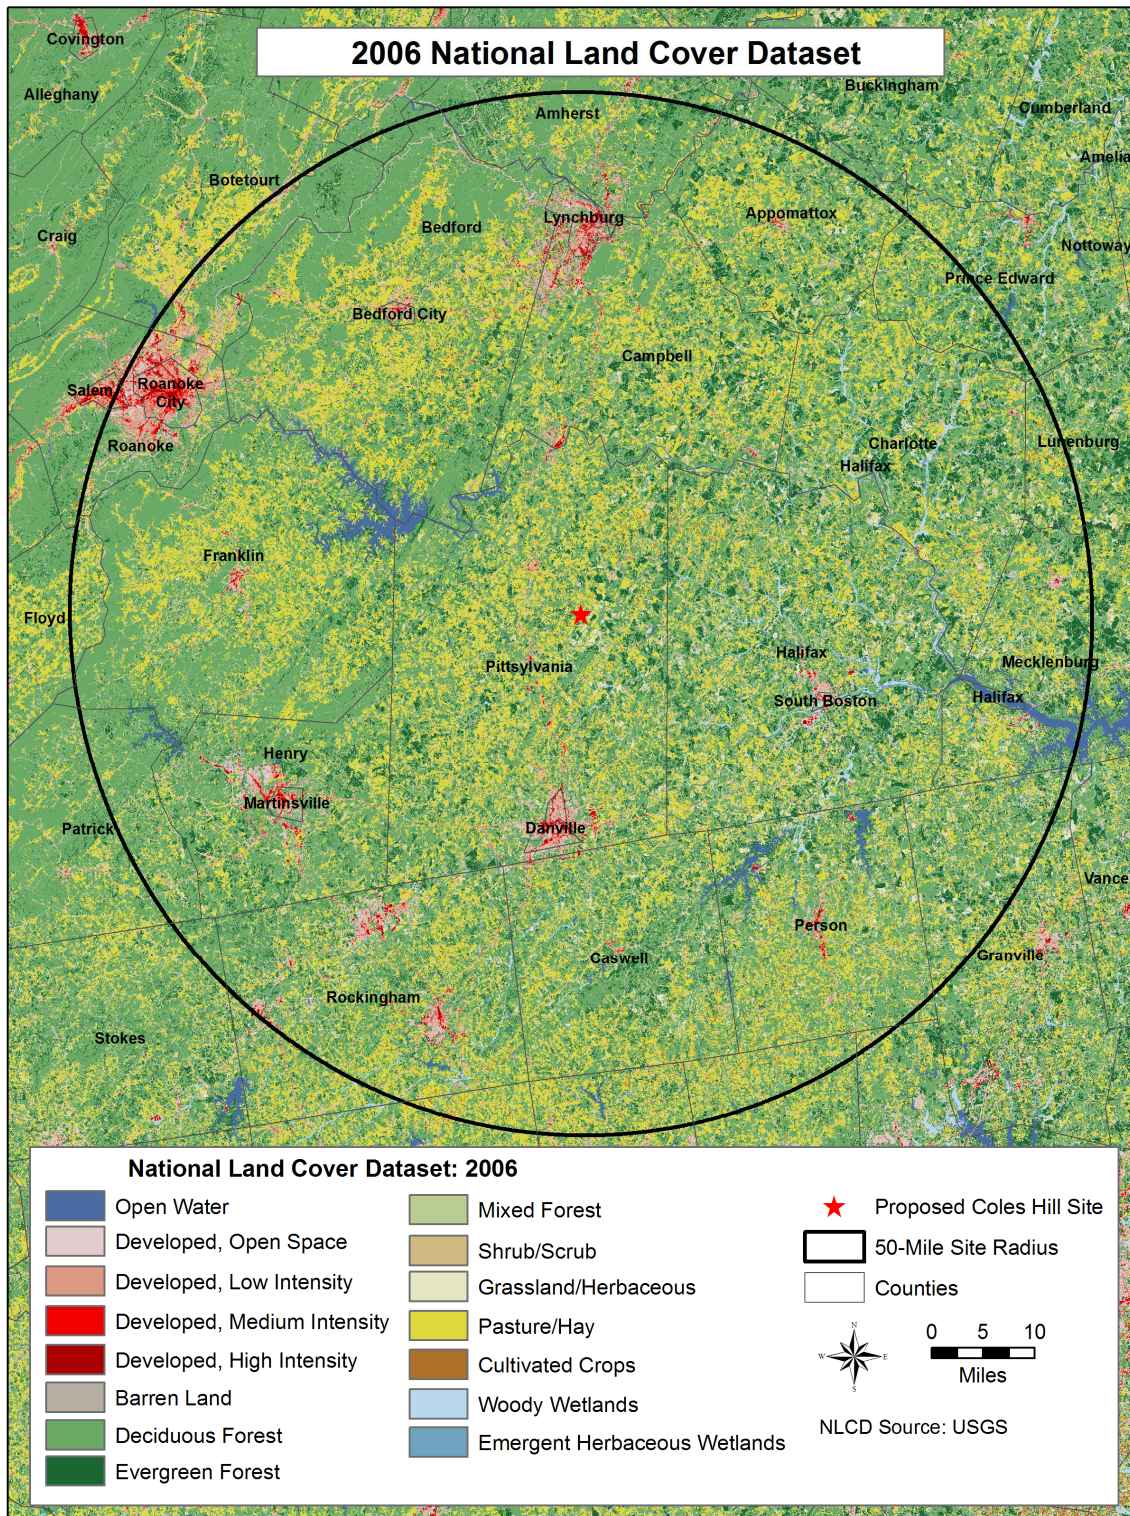 2006 National Land Cover Dataset
Covington
Alleghany
Buckingham
Cumberland
Amherst
Amelia
Botetourt
Craig
Bedford
Lynchburg
Appomattox
Nottoway
Prince Edward
Bedford City
Campbell
Salem
Roanoke
City
Roanoke
Charlotte
Lunenburg
Halifax
Franklin
Floyd
Pittsylvania
Halifax
Mecklenburg
South Boston
Halifax
Henry
Martinsville
Patrick
Danville
Vance
Person
Caswell
Granville
Rockingham
Stokes
National Land Cover Dataset: 2006
Open Water
Developed, Open Space
Developed, Low Intensity
Developed, Medium Intensity
Developed, High Intensity
Barren Land
Deciduous Forest
Evergreen Forest
Mixed Forest
Shrub/Scrub
Grassland/Herbaceous
Pasture/Hay
Cultivated Crops
Woody Wetlands
Emergent Herbaceous Wetlands
Proposed Coles Hill Site
50-Mile Site Radius
Counties
N
W E
S
0 5 10
Miles
NLCD Source: USGS